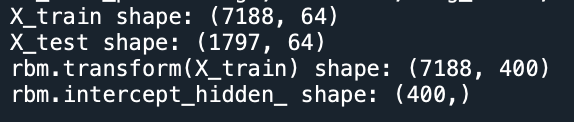 X_train shape: (7188, 64)
X_test shape: (1797, 64)
rbm.transform(X_train) shape: (7188, 400)
rbm.intercept_hidden_ shape: (400,)